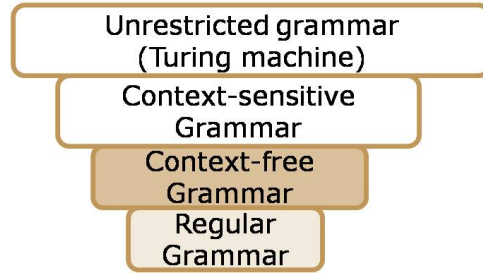 Unrestricted grammar
(Turing machine)
Context-sensitive
Grammar
Context-free
Grammar
Regular
Grammar